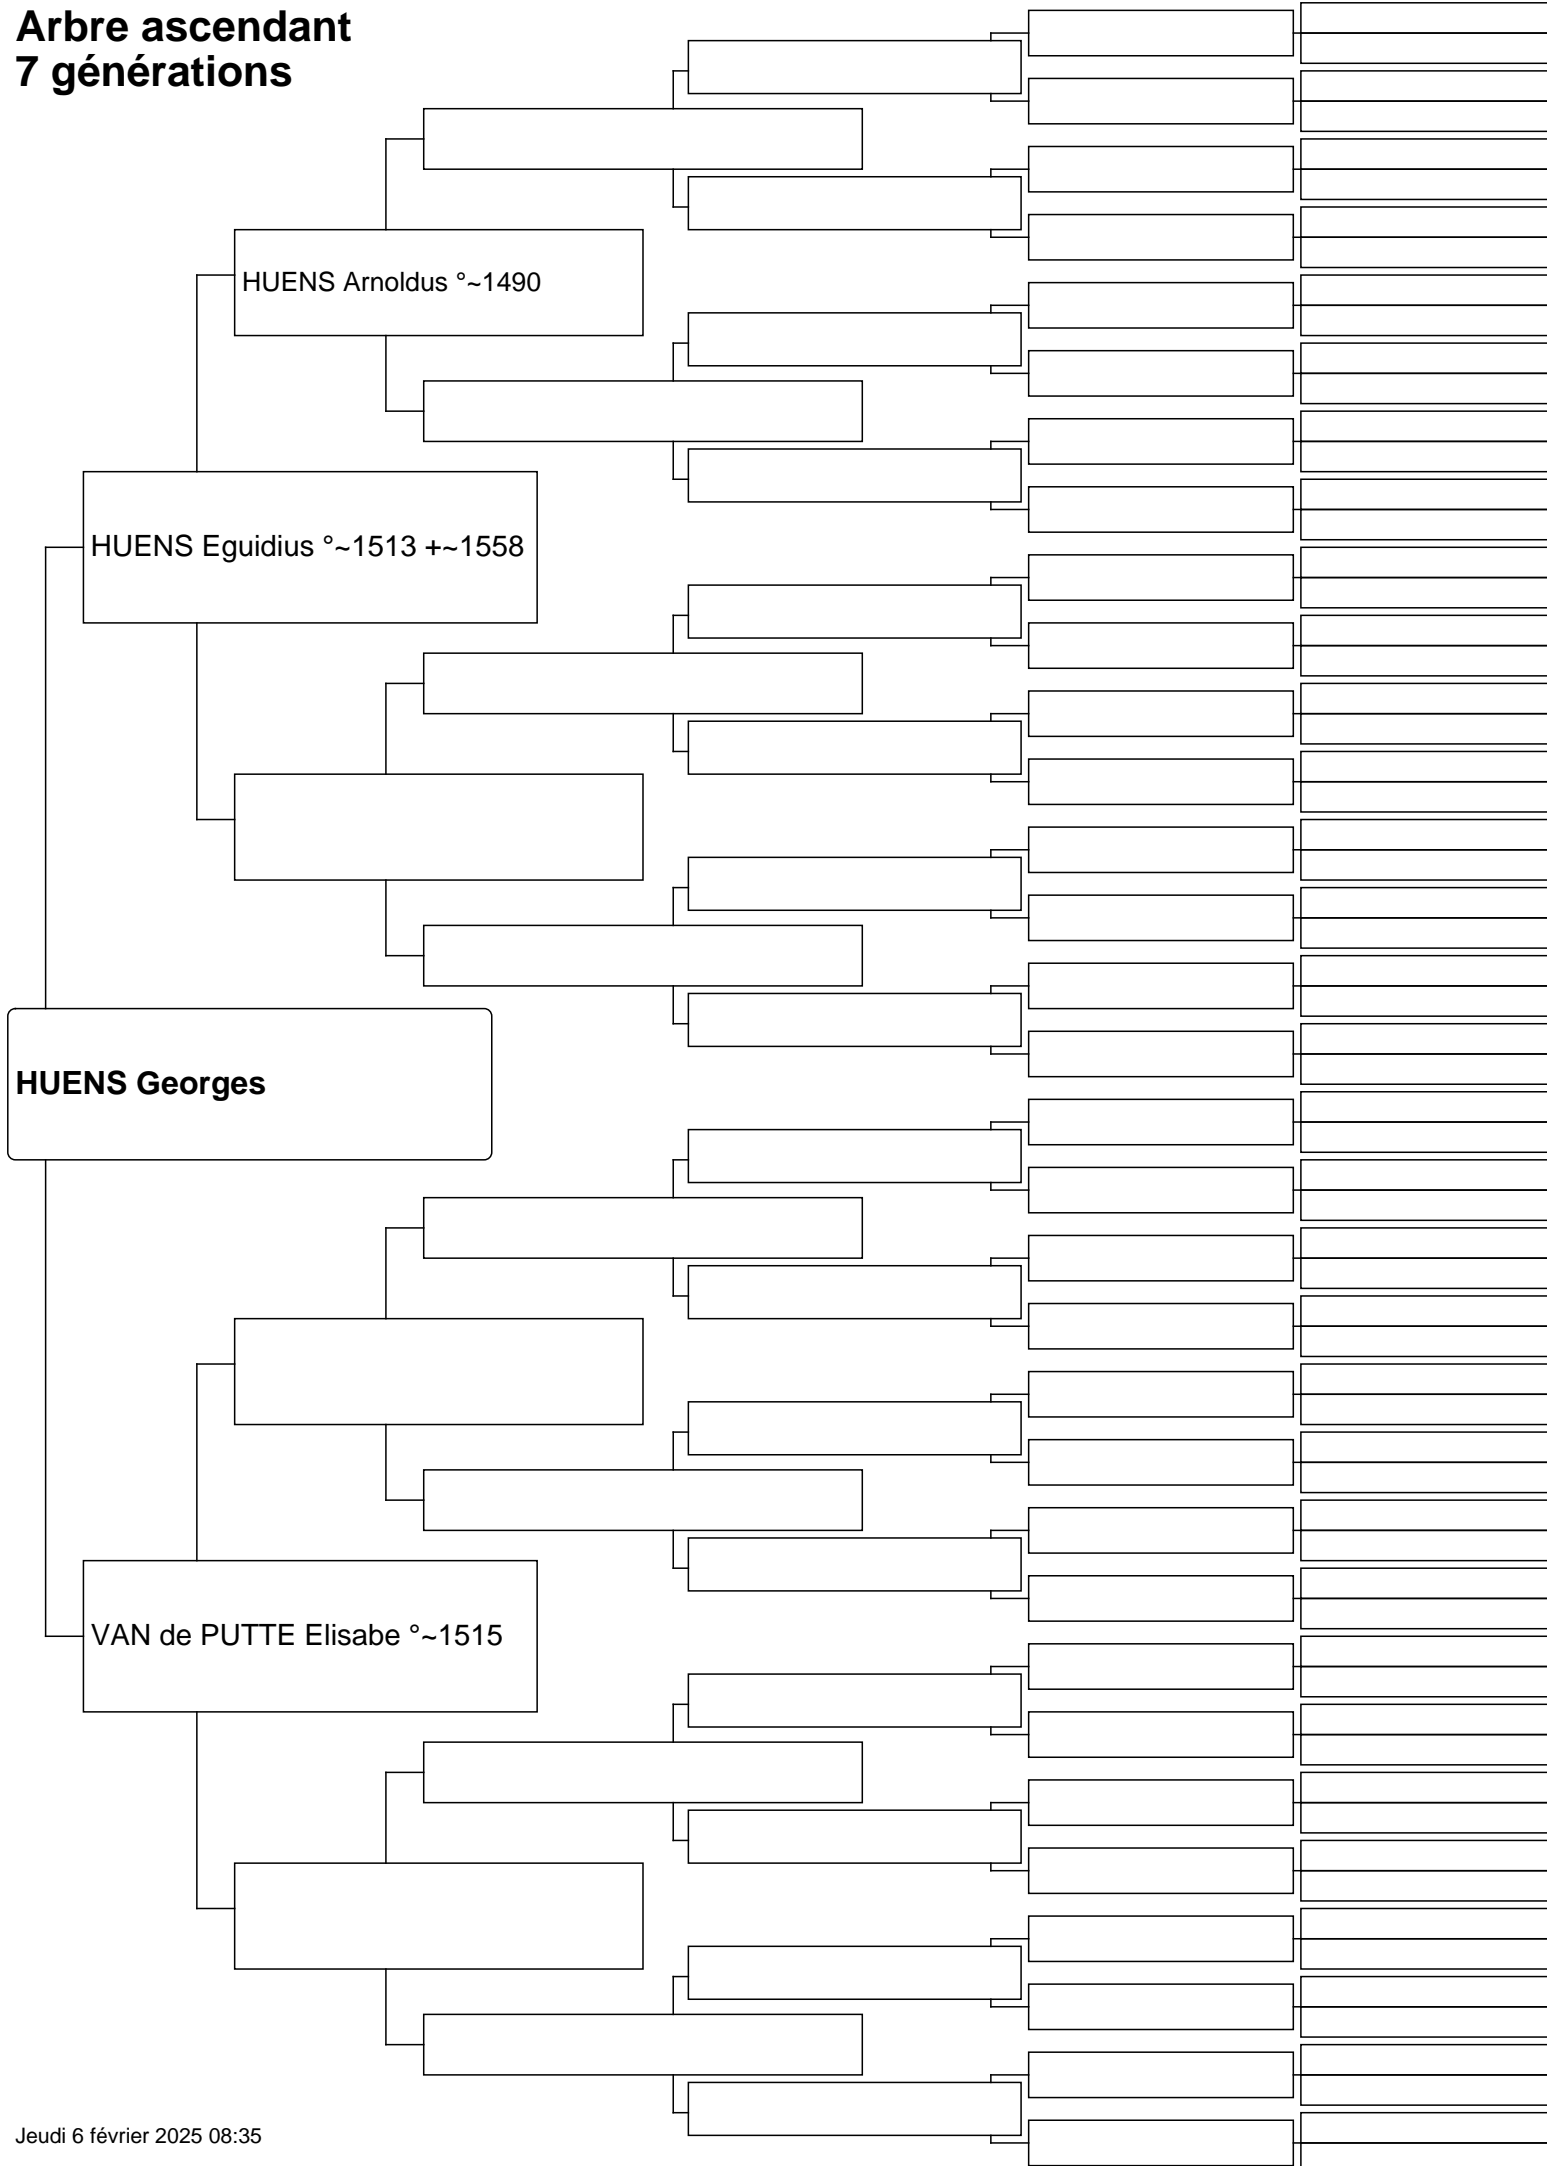 Arbre ascendant
7 générations
HUENS Arnoldus °~1490
HUENS Eguidius °~1513 +~1558
HUENS Georges
VAN de PUTTE Elisabe °~1515
Jeudi 6 février 2025 08:35